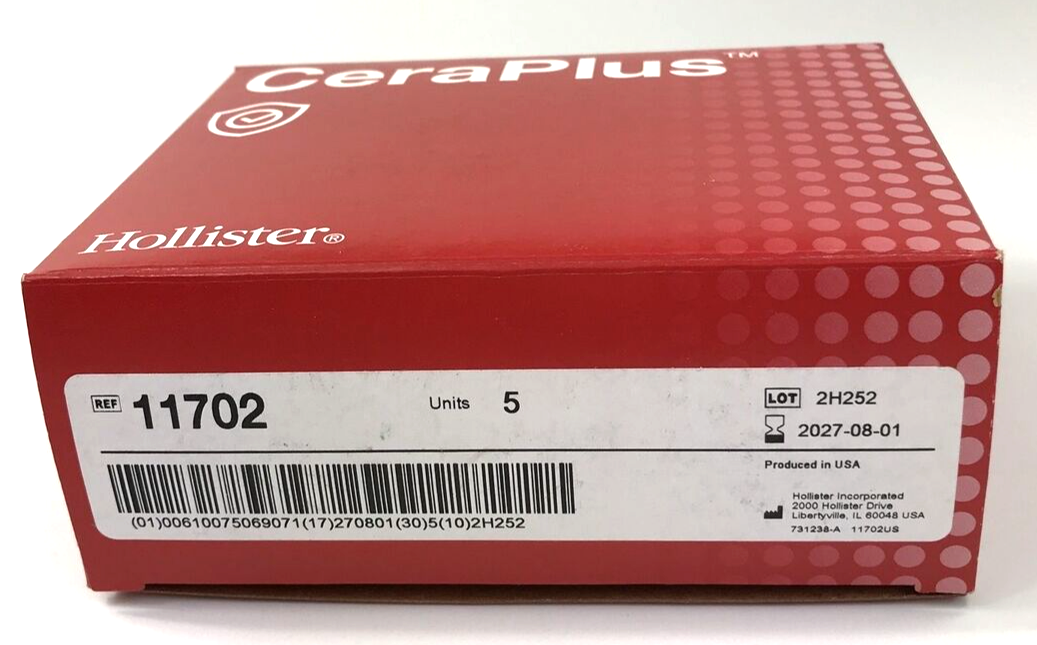 CeraPlus™
Hollister®
REF 11702 Units 5 LOT 2H252
2027-08-01
Produced in USA
(01)00610075069071(17)270801(30)5(10)2H252
Hollister Incorporated
2000 Hollister Drive
Libertyville, IL 60048 USA
731238-A 11702US